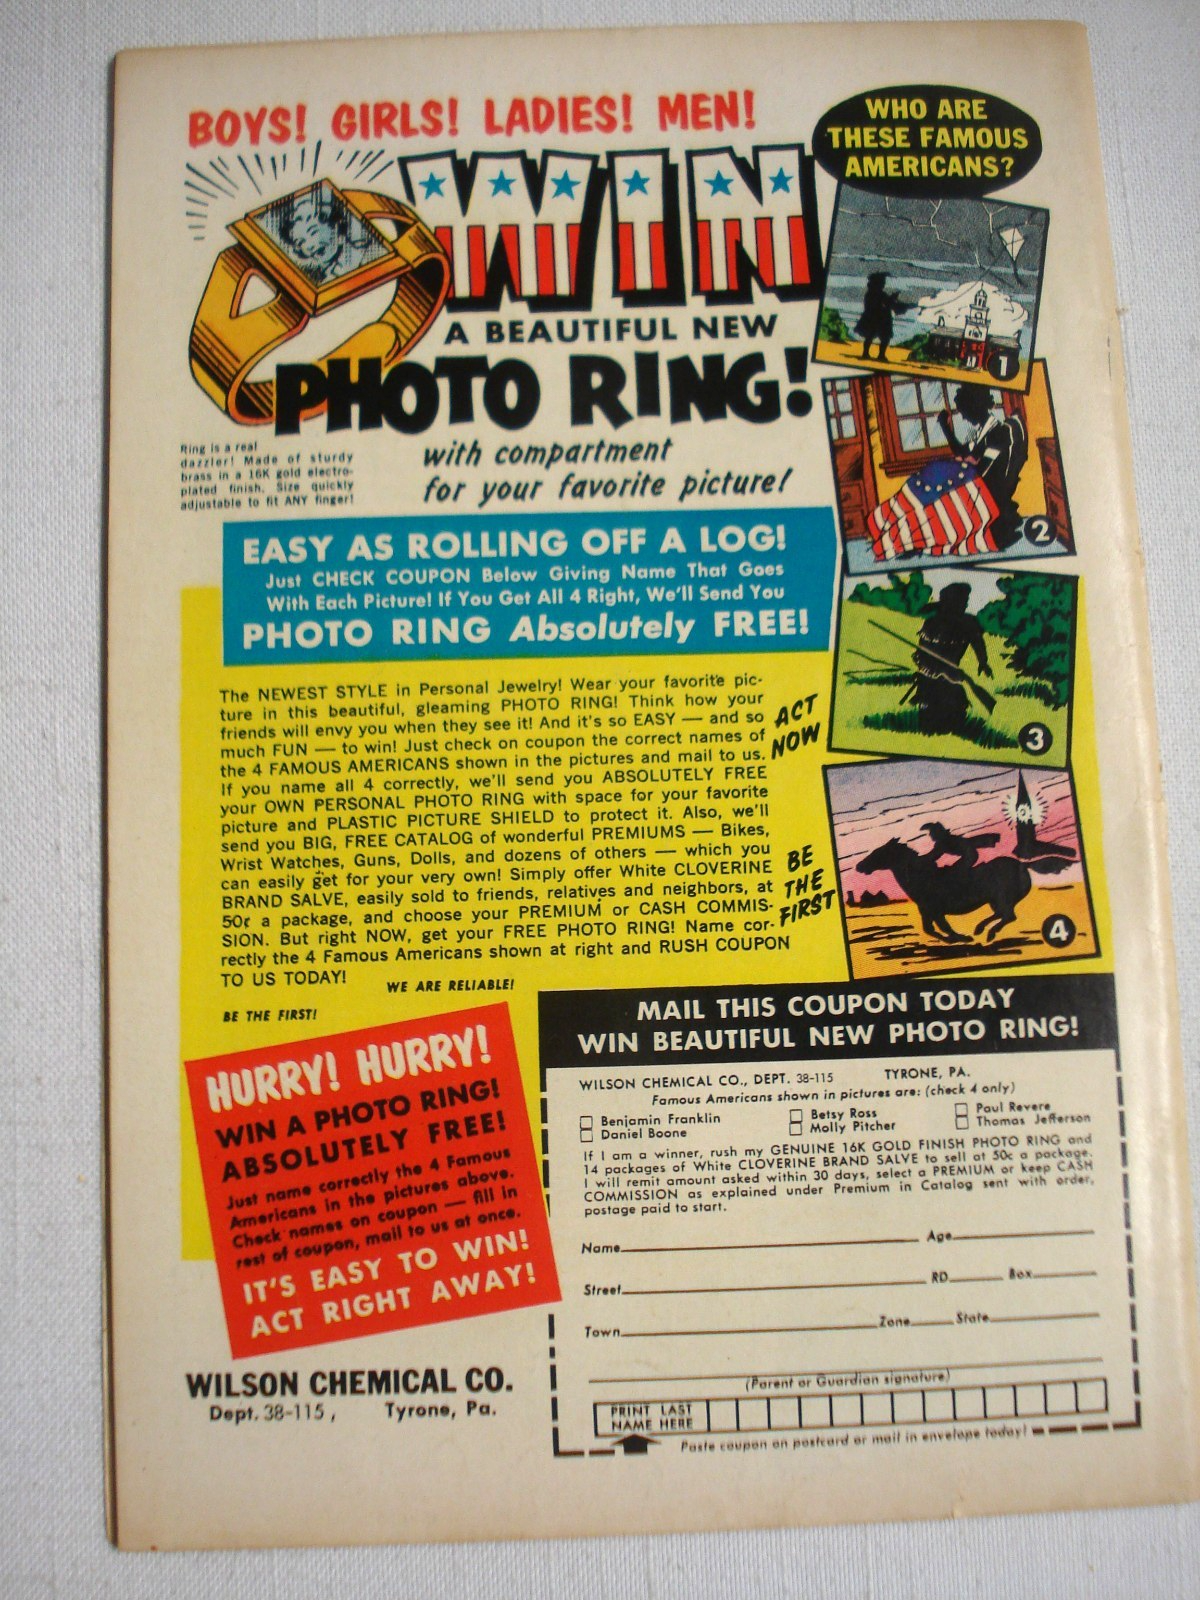 BOYS! GIRLS! LADIES! MEN!
WIN
A BEAUTIFUL NEW
PHOTO RING!
with compartment
for your favorite picture!
Ring is a real
dazzler! Made of sturdy
brass in a 16K gold electro-
plated finish. Size quickly
adjustable to fit ANY finger!
WHO ARE
THESE FAMOUS
AMERICANS?
1
2
3
4
EASY AS ROLLING OFF A LOG!
Just CHECK COUPON Below Giving Name That Goes
With Each Picture! If You Get All 4 Right, We'll Send You
PHOTO RING Absolutely FREE!
The NEWEST STYLE in Personal Jewelry! Wear your favorite pic-
ture in this beautiful, gleaming PHOTO RING! Think how your
friends will envy you when they see it! And it's so EASY — and so
much FUN — to win! Just check on coupon the correct names of
the 4 FAMOUS AMERICANS shown in the pictures and mail to us.
If you name all 4 correctly, we'll send you ABSOLUTELY FREE
your OWN PERSONAL PHOTO RING with space for your favorite
picture and PLASTIC PICTURE SHIELD to protect it. Also, we'll
send you BIG, FREE CATALOG of wonderful PREMIUMS — Bikes,
Wrist Watches, Guns, Dolls, and dozens of others — which you
can easily get for your very own! Simply offer White CLOVERINE
BRAND SALVE, easily sold to friends, relatives and neighbors, at
50¢ a package, and choose your PREMIUM or CASH COMMIS-
SION. But right NOW, get your FREE PHOTO RING! Name cor-
rectly the 4 Famous Americans shown at right and RUSH COUPON
TO US TODAY!
ACT
NOW
BE
THE
FIRST
WE ARE RELIABLE!
BE THE FIRST!
HURRY! HURRY!
WIN A PHOTO RING!
ABSOLUTELY FREE!
Just name correctly the 4 Famous
Americans in the pictures above.
Check names on coupon — fill in
rest of coupon, mail to us at once.
IT'S EASY TO WIN!
ACT RIGHT AWAY!
WILSON CHEMICAL CO.
Dept. 38-115, Tyrone, Pa.
MAIL THIS COUPON TODAY
WIN BEAUTIFUL NEW PHOTO RING!
WILSON CHEMICAL CO., DEPT. 38-115 TYRONE, PA.
Famous Americans shown in pictures are: (check 4 only)
Benjamin Franklin Betsy Ross Paul Revere
Daniel Boone Molly Pitcher Thomas Jefferson
If I am a winner, rush my GENUINE 16K GOLD FINISH PHOTO RING and
14 packages of White CLOVERINE BRAND SALVE to sell at 50¢ a package.
I will remit amount asked within 30 days, select a PREMIUM or keep CASH
COMMISSION as explained under Premium in Catalog sent with order,
postage paid to start.
Name Age
Street RD Box
Town Zone State
(Parent or Guardian signature)
PRINT LAST
NAME HERE
Paste coupon on postcard or mail in envelope today!